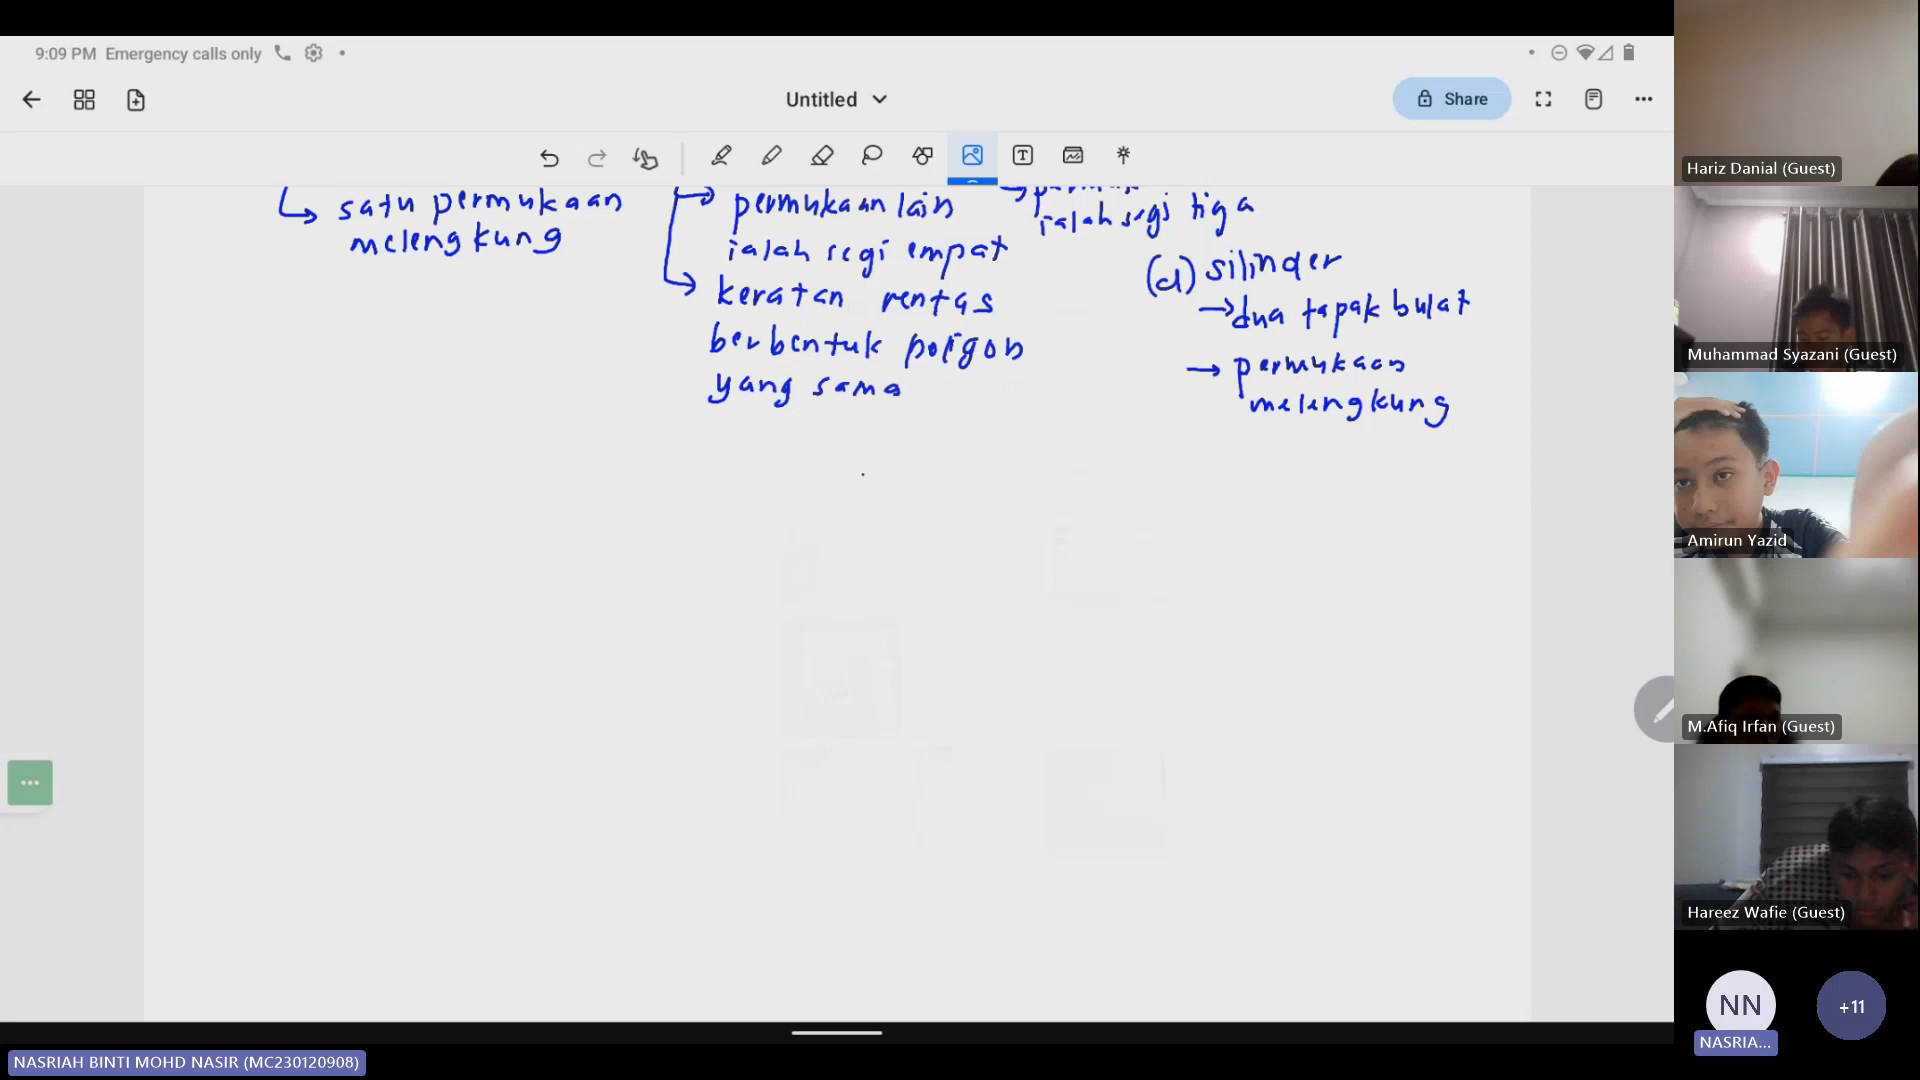 9:09 PM Emergency calls only
Untitled
Share
satu permukaan
melengkung
permukaan lain
ialah segi empat
keratan rentas
berbentuk poligon
yang sama
ialah segi tiga
(d) silinder
→ dua tapak bulat
→ permukaan
melengkung
Hariz Danial (Guest)
Muhammad Syazani (Guest)
Amirun Yazid
M.Afiq Irfan (Guest)
Hareez Wafie (Guest)
NN
+11
NASRIA...
NASRIAH BINTI MOHD NASIR (MC230120908)